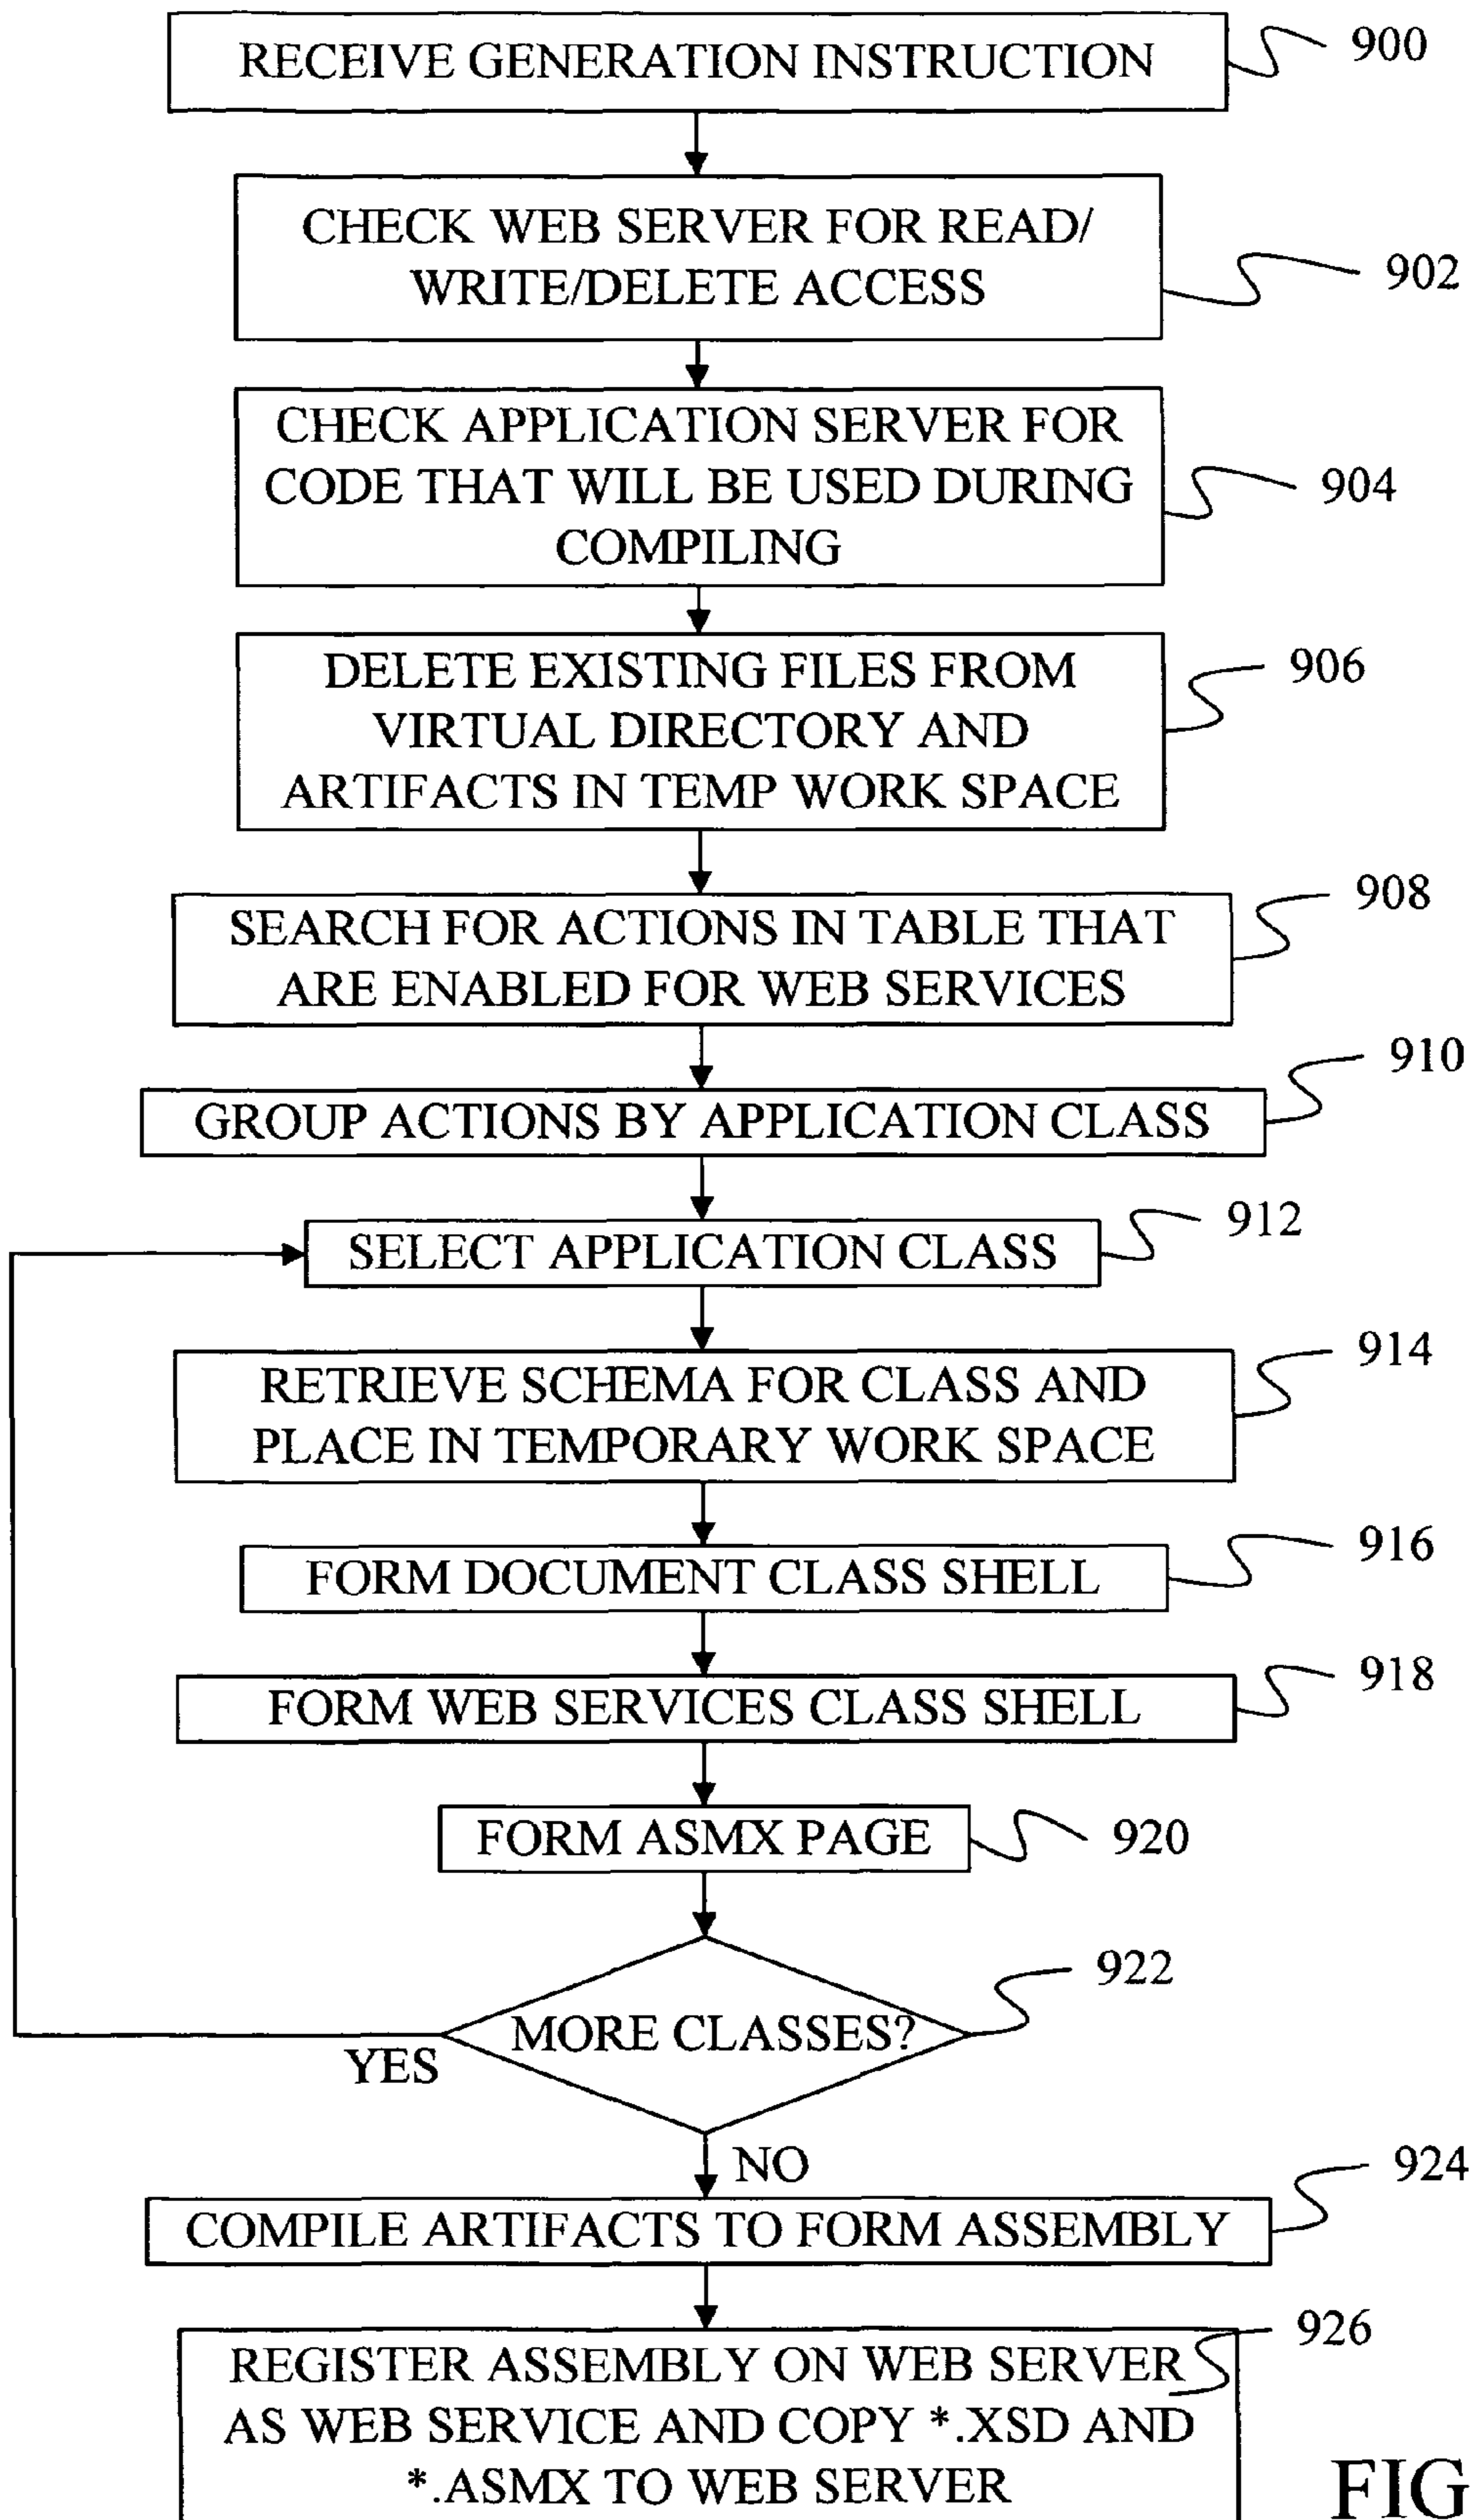 RECEIVE GENERATION INSTRUCTION
900
CHECK WEB SERVER FOR READ/
WRITE/DELETE ACCESS
902
CHECK APPLICATION SERVER FOR
CODE THAT WILL BE USED DURING
COMPILING
904
DELETE EXISTING FILES FROM
VIRTUAL DIRECTORY AND
ARTIFACTS IN TEMP WORK SPACE
906
SEARCH FOR ACTIONS IN TABLE THAT
ARE ENABLED FOR WEB SERVICES
908
GROUP ACTIONS BY APPLICATION CLASS
910
SELECT APPLICATION CLASS
912
RETRIEVE SCHEMA FOR CLASS AND
PLACE IN TEMPORARY WORK SPACE
914
FORM DOCUMENT CLASS SHELL
916
FORM WEB SERVICES CLASS SHELL
918
FORM ASMX PAGE
920
MORE CLASSES?
922
YES
NO
COMPILE ARTIFACTS TO FORM ASSEMBLY
924
REGISTER ASSEMBLY ON WEB SERVER
AS WEB SERVICE AND COPY *.XSD AND
*.ASMX TO WEB SERVER
926
FIG